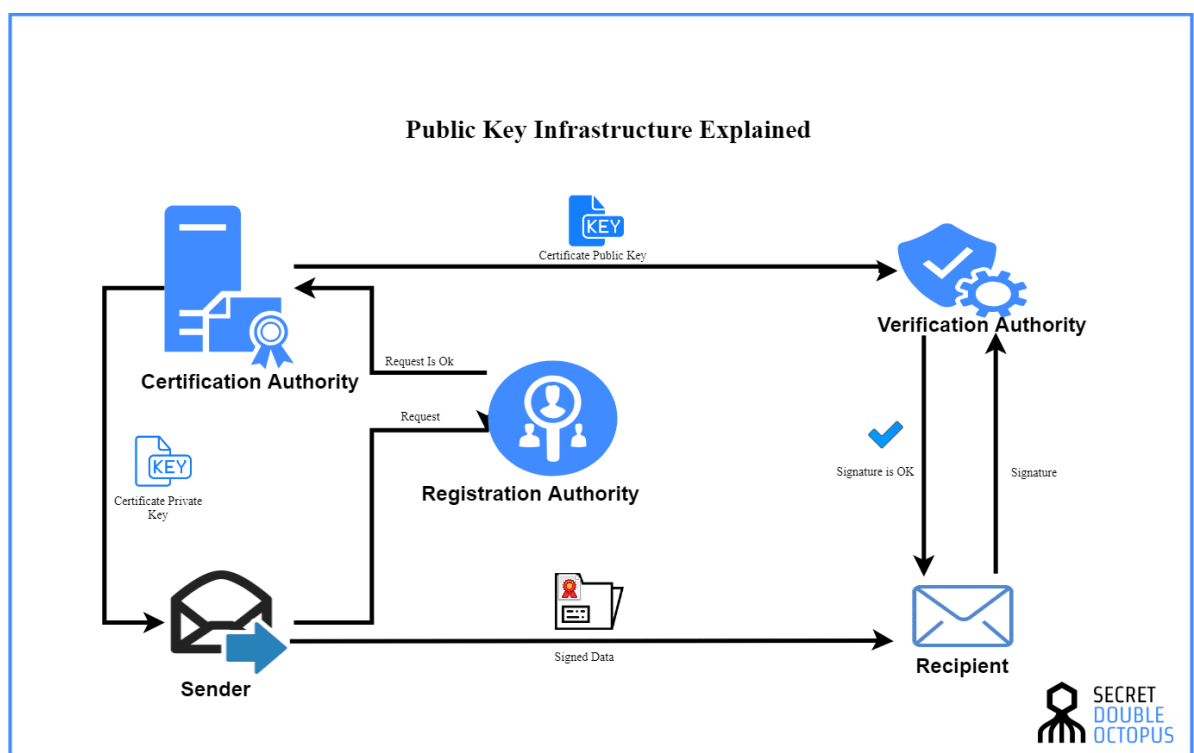 Public Key Infrastructure Explained
KEY
Certificate Public Key
Verification Authority
Certification Authority
Request Is Ok
Request
Registration Authority
KEY
Certificate Private
Key
Signature is OK
Signature
Signed Data
Sender
Recipient
SECRET
DOUBLE
OCTOPUS